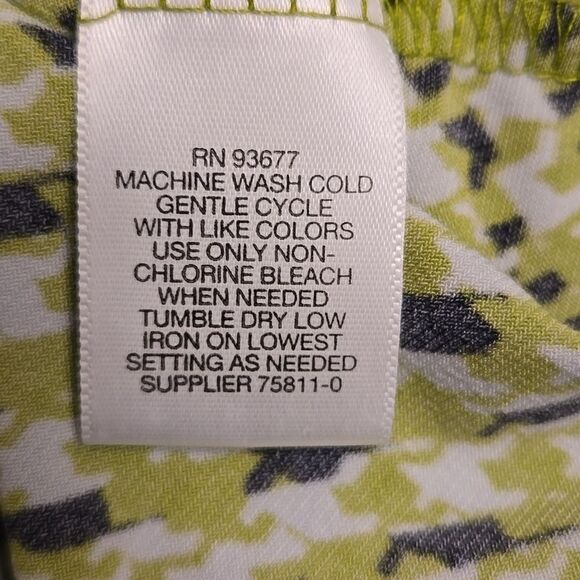 RN 93677
MACHINE WASH COLD
GENTLE CYCLE
WITH LIKE COLORS
USE ONLY NON-
CHLORINE BLEACH
WHEN NEEDED
TUMBLE DRY LOW
IRON ON LOWEST
SETTING AS NEEDED
SUPPLIER 75811-0